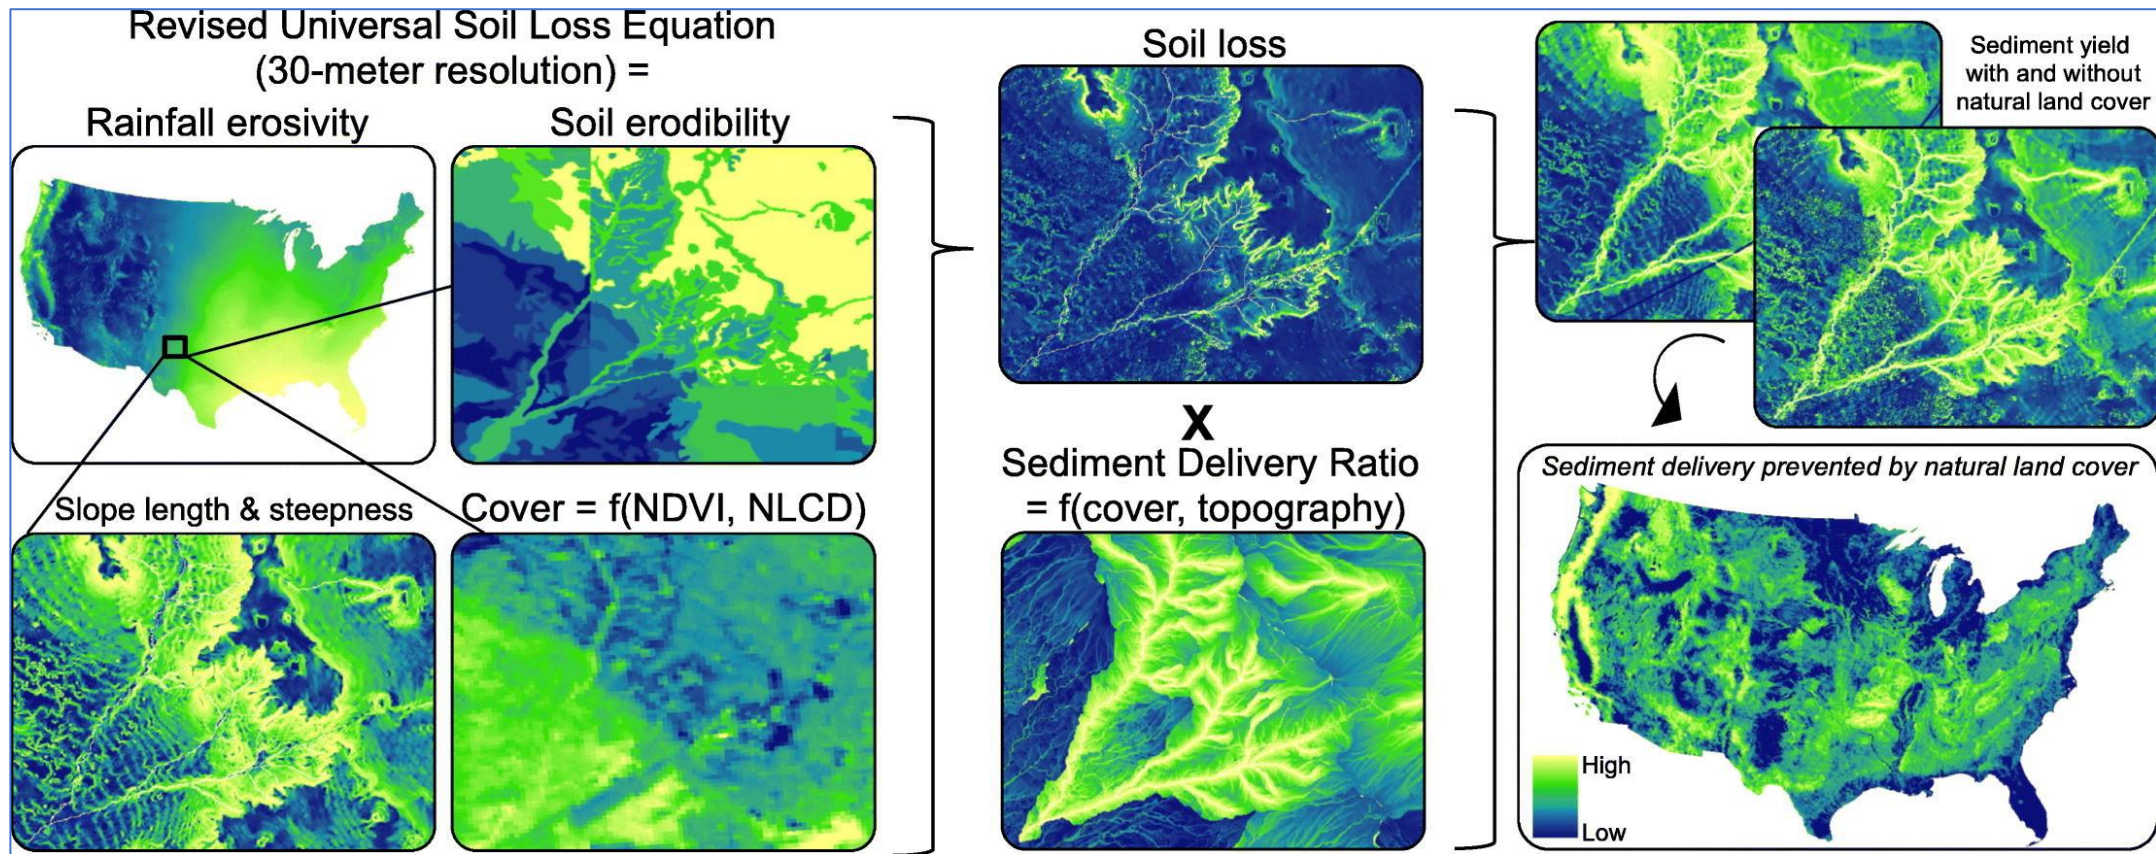 Revised Universal Soil Loss Equation
(30-meter resolution) =
Rainfall erosivity
Soil erodibility
Slope length & steepness
Cover = f(NDVI, NLCD)
Soil loss
X
Sediment Delivery Ratio
= f(cover, topography)
Sediment yield
with and without
natural land cover
Sediment delivery prevented by natural land cover
High
Low